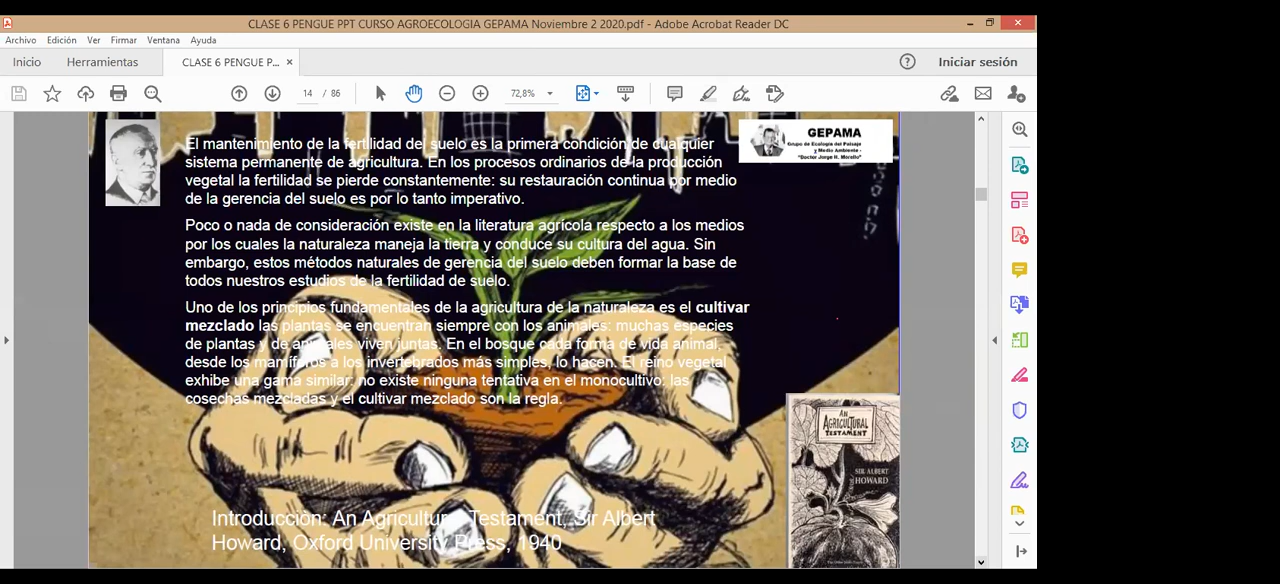 CLASE 6 PENGUE PPT CURSO AGROECOLOGIA GEPAMA Noviembre 2 2020.pdf - Adobe Acrobat Reader DC
Archivo Edición Ver Firmar Ventana Ayuda
Inicio Herramientas CLASE 6 PENGUE P... × Iniciar sesión
14 / 86 72,8%
El mantenimiento de la fertilidad del suelo es la primera condición de cualquier
sistema permanente de agricultura. En los procesos ordinarios de la producción
vegetal la fertilidad se pierde constantemente: su restauración continua por medio
de la gerencia del suelo es por lo tanto imperativo.
GEPAMA
Grupo de Ecología del Paisaje
y Medio Ambiente -
"Doctor Jorge H. Morello"
Poco o nada de consideración existe en la literatura agrícola respecto a los medios
por los cuales la naturaleza maneja la tierra y conduce su cultura del agua. Sin
embargo, estos métodos naturales de gerencia del suelo deben formar la base de
todos nuestros estudios de la fertilidad de suelo.
Uno de los principios fundamentales de la agricultura de la naturaleza es el cultivar
mezclado las plantas se encuentran siempre con los animales: muchas especies
de plantas y de animales viven juntas. En el bosque cada forma de vida animal,
desde los mamíferos a los invertebrados más simples, lo hacen. El reino vegetal
exhibe una gama similar: no existe ninguna tentativa en el monocultivo: las
cosechas mezcladas y el cultivar mezclado son la regla.
AN
AGRICULTURAL
TESTAMENT
SIR ALBERT
HOWARD
Introducciòn: An Agricultural Testament, Sir Albert
Howard, Oxford University Press, 1940